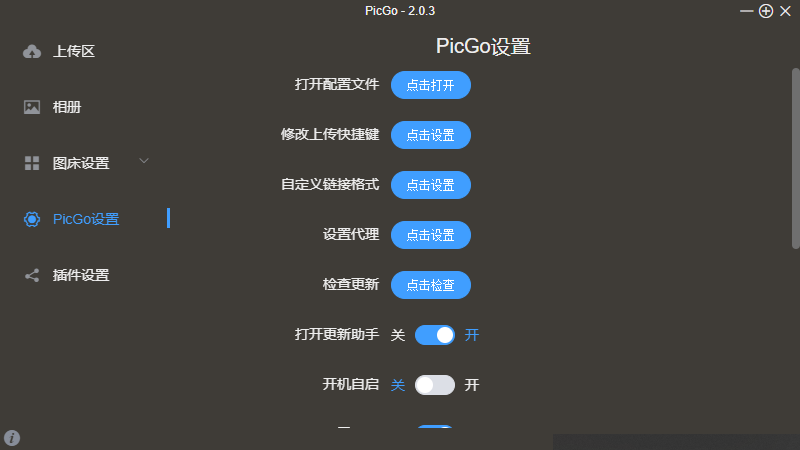 PicGo - 2.0.3
上传区
相册
图床设置
PicGo设置
插件设置
PicGo设置
打开配置文件 点击打开
修改上传快捷键 点击设置
自定义链接格式 点击设置
设置代理 点击设置
检查更新 点击检查
打开更新助手 关 开
开机自启 关 开